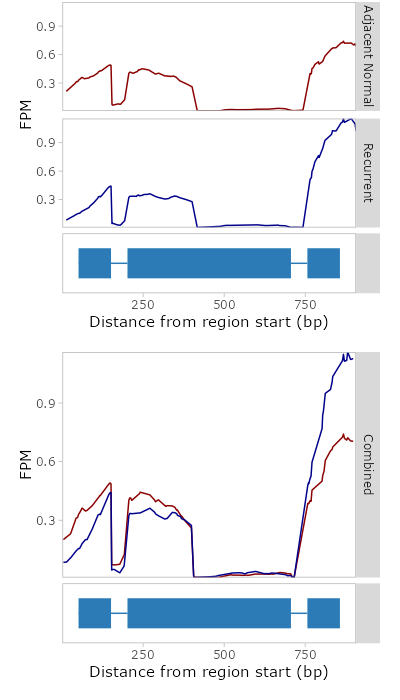 Adjacent Normal
0.9
0.6
0.3
FPM
Recurrent
0.9
0.6
0.3
250 500 750
Distance from region start (bp)
Combined
0.9
0.6
0.3
FPM
250 500 750
Distance from region start (bp)